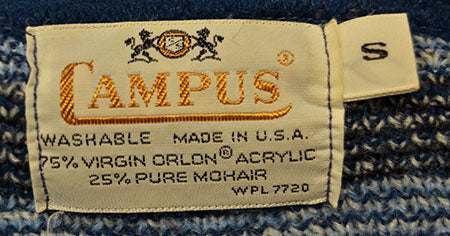 CAMPUS®
S
WASHABLE MADE IN U.S.A.
75% VIRGIN ORLON® ACRYLIC
25% PURE MOHAIR
WPL 7720